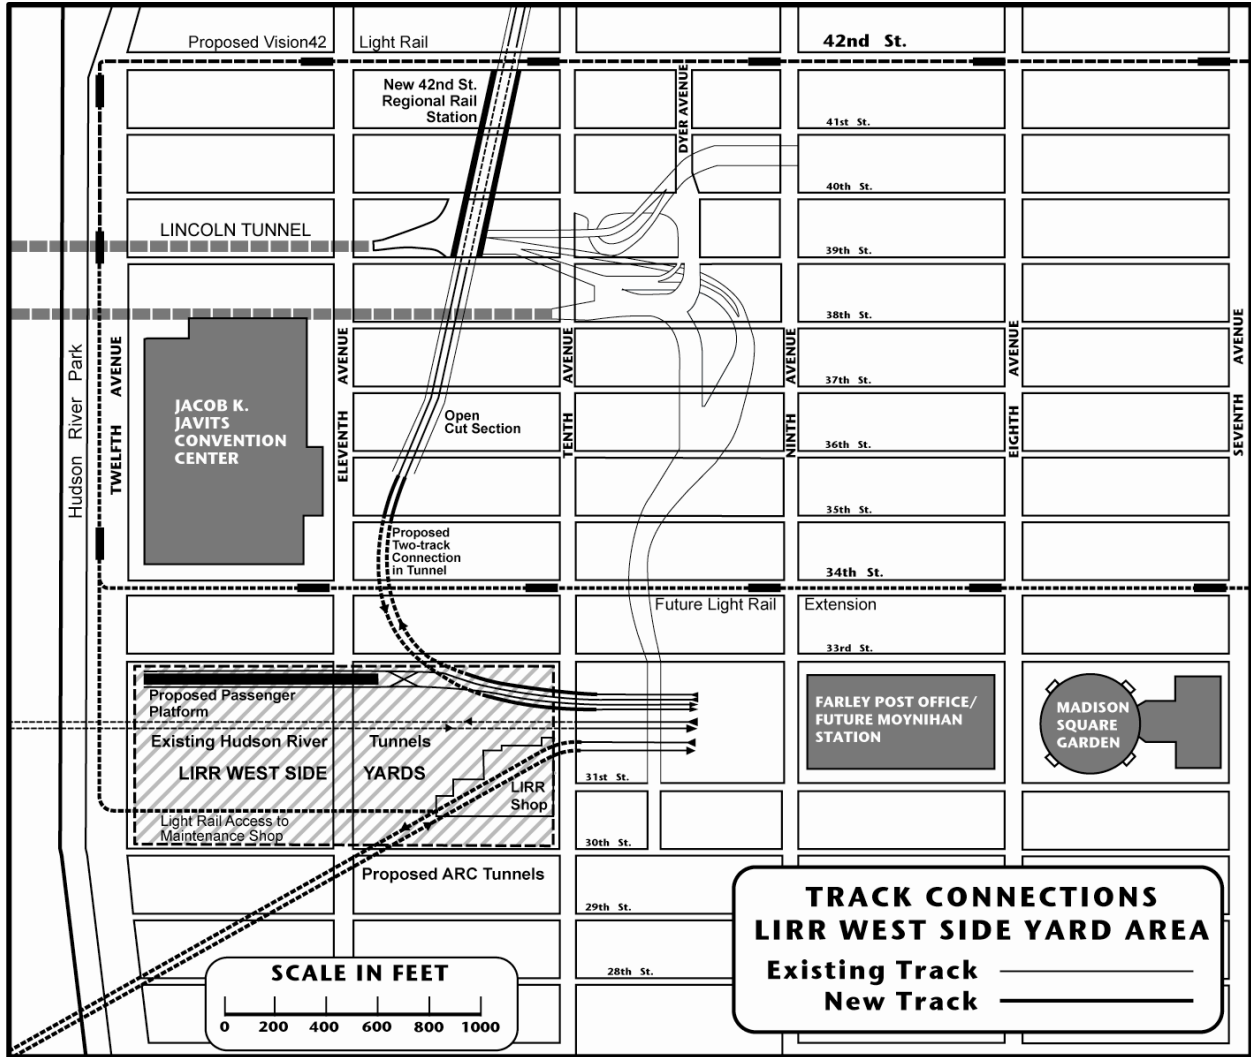 Proposed Vision42 Light Rail
42nd St.
New 42nd St.
Regional Rail
Station
DYER AVENUE
41st St.
40th St.
LINCOLN TUNNEL
39th St.
38th St.
Hudson River Park
TWELFTH AVENUE
ELEVENTH AVENUE
TENTH AVENUE
NINTH AVENUE
EIGHTH AVENUE
SEVENTH AVENUE
37th St.
JACOB K.
JAVITS
CONVENTION
CENTER
Open
Cut Section
36th St.
35th St.
Proposed
Two-track
Connection
in Tunnel
34th St.
Future Light Rail Extension
33rd St.
Proposed Passenger
Platform
FARLEY POST OFFICE/
FUTURE MOYNIHAN
STATION
MADISON
SQUARE
GARDEN
Existing Hudson River Tunnels
LIRR WEST SIDE YARDS
31st St.
LIRR
Shop
Light Rail Access to
Maintenance Shop
30th St.
Proposed ARC Tunnels
29th St.
28th St.
SCALE IN FEET
0 200 400 600 800 1000
TRACK CONNECTIONS
LIRR WEST SIDE YARD AREA
Existing Track
New Track